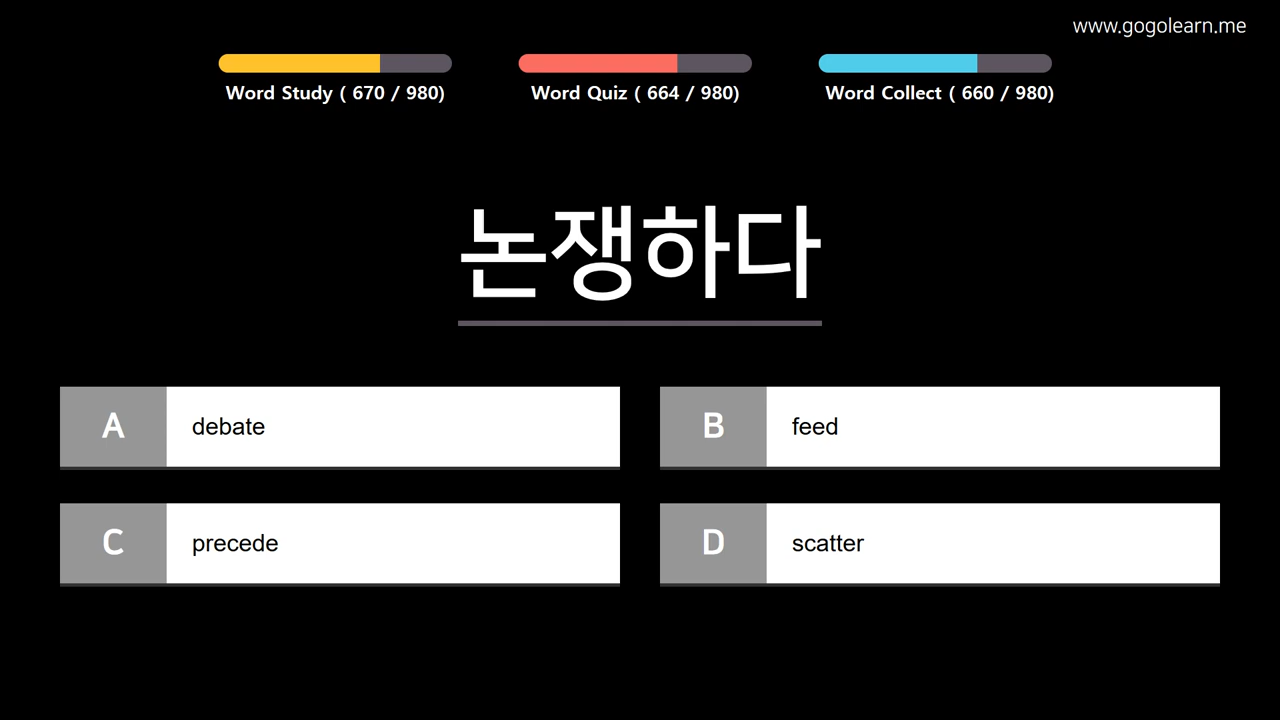 www.gogolearn.me
Word Study ( 670 / 980)
Word Quiz ( 664 / 980)
Word Collect ( 660 / 980)
논쟁하다
A debate
B feed
C precede
D scatter